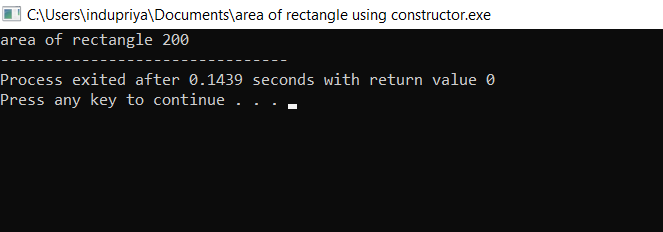 C:\Users\indupriya\Documents\area of rectangle using constructor.exe
area of rectangle 200
--------------------------------
Process exited after 0.1439 seconds with return value 0
Press any key to continue . . .